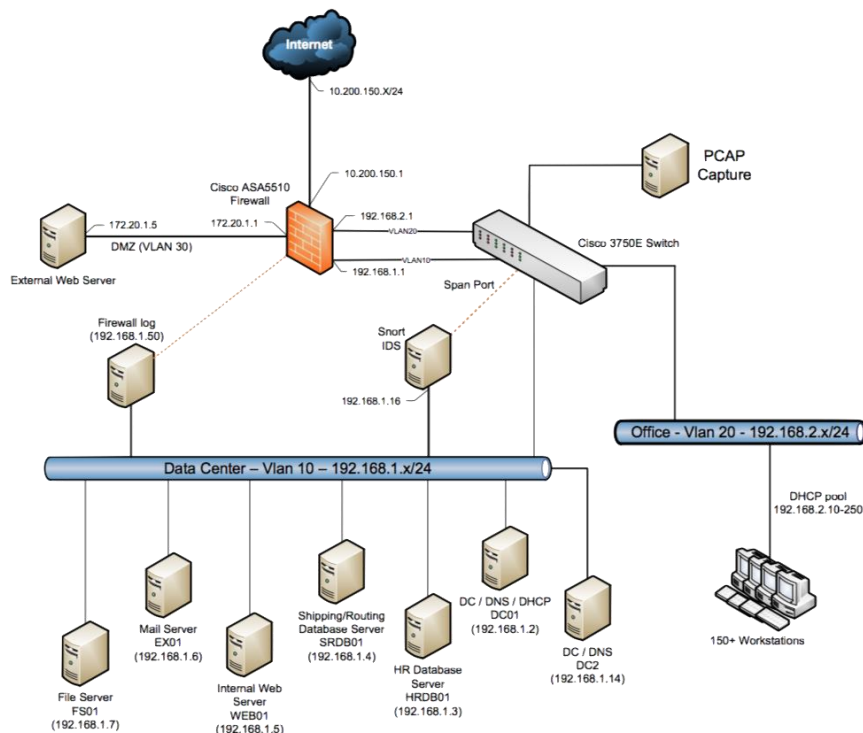 Internet
10.200.150.X/24
PCAP
Capture
Cisco ASA5510
Firewall
10.200.150.1
172.20.1.5
172.20.1.1
192.168.2.1
VLAN20
Cisco 3750E Switch
DMZ (VLAN 30)
VLAN10
192.168.1.1
External Web Server
Span Port
Firewall log
(192.168.1.50)
Snort
IDS
192.168.1.16
Office - Vlan 20 - 192.168.2.x/24
Data Center – Vlan 10 – 192.168.1.x/24
DHCP pool
192.168.2.10-250
File Server
FS01
(192.168.1.7)
Mail Server
EX01
(192.168.1.6)
Internal Web
Server
WEB01
(192.168.1.5)
Shipping/Routing
Database Server
SRDB01
(192.168.1.4)
HR Database
Server
HRDB01
(192.168.1.3)
DC / DNS / DHCP
DC01
(192.168.1.2)
DC / DNS
DC2
(192.168.1.14)
150+ Workstations